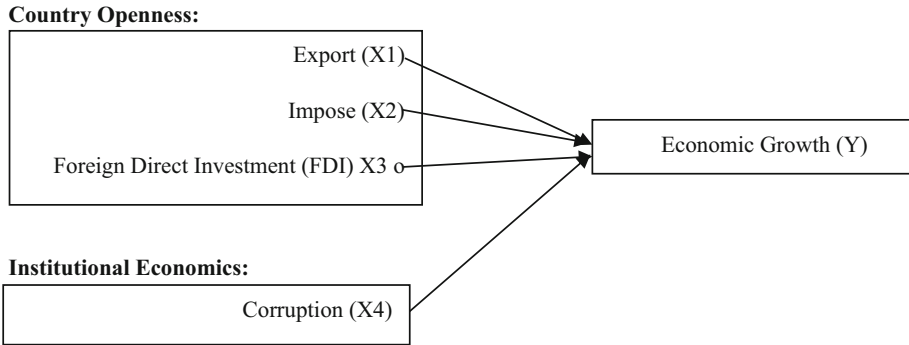 Country Openness:
Export (X1)
Impose (X2)
Foreign Direct Investment (FDI) X3 o
Economic Growth (Y)
Institutional Economics:
Corruption (X4)